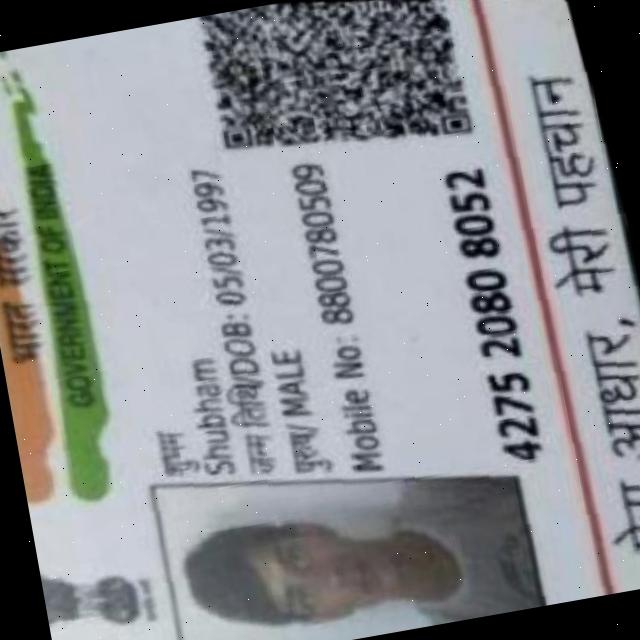 भारत सरकार
GOVERNMENT OF INDIA
शुभम
Shubham
जन्म तिथि/DOB: 05/03/1997
पुरुष/ MALE
Mobile No: 8800780509
4275 2080 8052
मेरा आधार, मेरी पहचान